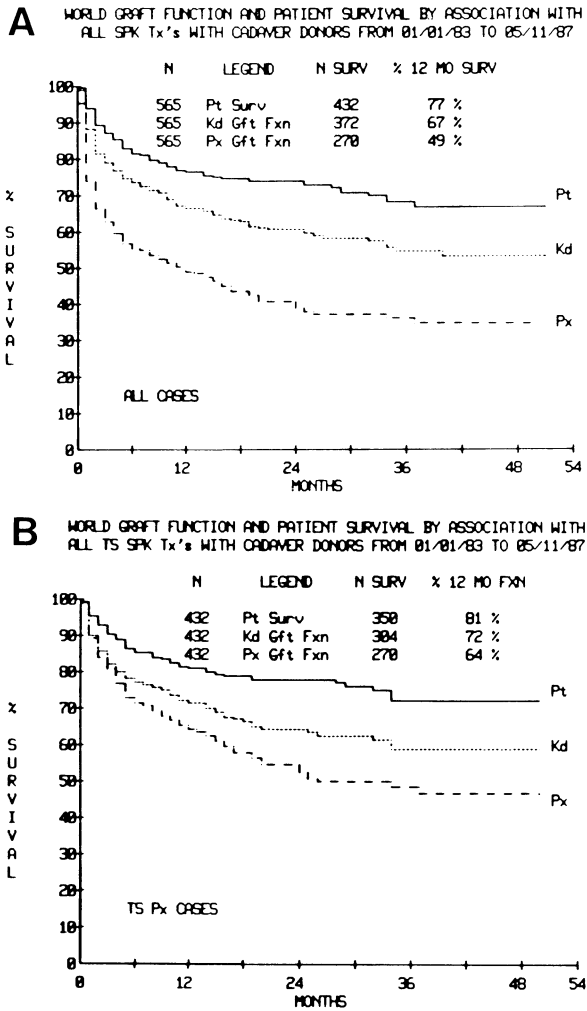 A
WORLD GRAFT FUNCTION AND PATIENT SURVIVAL BY ASSOCIATION WITH
ALL SPK Tx's WITH CADAVER DONORS FROM 01/01/83 TO 05/11/87
N LEGEND N SURV % 12 MO SURV
565 Pt Surv 432 77 %
565 Kd Gft Fxn 372 67 %
565 Px Gft Fxn 270 49 %
100
90
80
70
60
50
40
30
20
10
0
% SURVIVAL
Pt
Kd
Px
ALL CASES
0 12 24 36 48 54
MONTHS
B
WORLD GRAFT FUNCTION AND PATIENT SURVIVAL BY ASSOCIATION WITH
ALL TS SPK Tx's WITH CADAVER DONORS FROM 01/01/83 TO 05/11/87
N LEGEND N SURV % 12 MO FXN
432 Pt Surv 350 81 %
432 Kd Gft Fxn 304 72 %
432 Px Gft Fxn 270 64 %
100
90
80
70
60
50
40
30
20
10
0
% SURVIVAL
Pt
Kd
Px
TS Px CASES
0 12 24 36 48 54
MONTHS